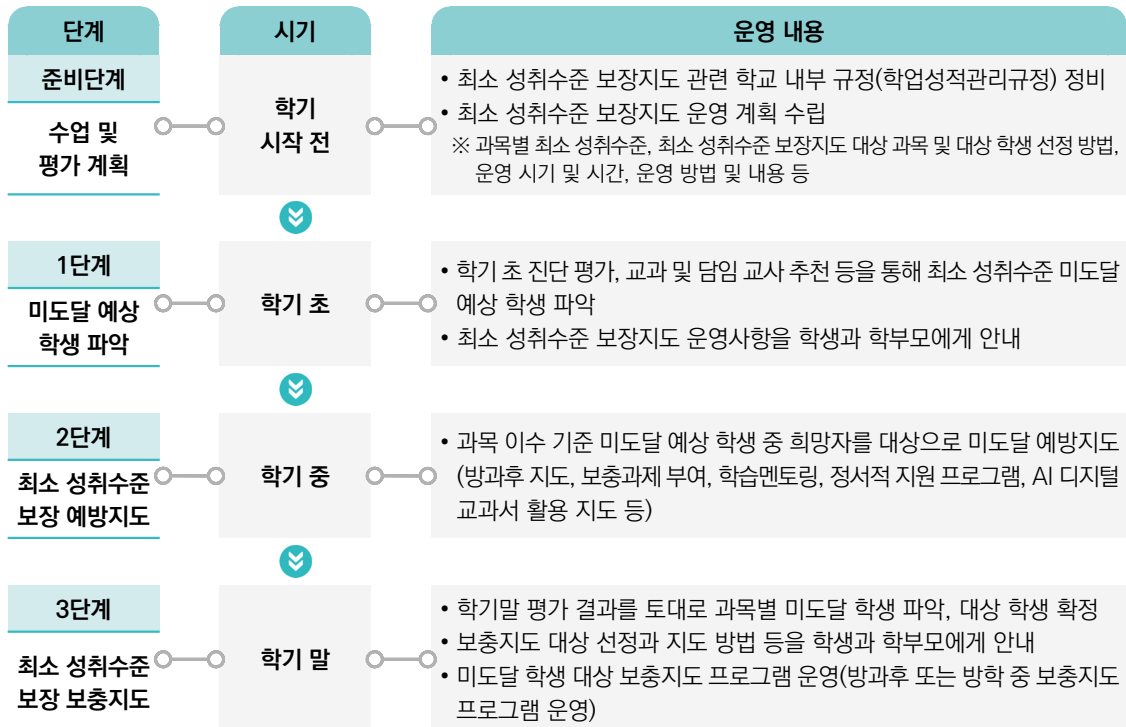 단계
시기
운영 내용
준비단계
수업 및
평가 계획
학기
시작 전
• 최소 성취수준 보장지도 관련 학교 내부 규정(학업성적관리규정) 정비
• 최소 성취수준 보장지도 운영 계획 수립
※ 과목별 최소 성취수준, 최소 성취수준 보장지도 대상 과목 및 대상 학생 선정 방법,
운영 시기 및 시간, 운영 방법 및 내용 등
1단계
미도달 예상
학생 파악
학기 초
• 학기 초 진단 평가, 교과 및 담임 교사 추천 등을 통해 최소 성취수준 미도달
예상 학생 파악
• 최소 성취수준 보장지도 운영사항을 학생과 학부모에게 안내
2단계
최소 성취수준
보장 예방지도
학기 중
• 과목 이수 기준 미도달 예상 학생 중 희망자를 대상으로 미도달 예방지도
(방과후 지도, 보충과제 부여, 학습멘토링, 정서적 지원 프로그램, AI 디지털
교과서 활용 지도 등)
3단계
최소 성취수준
보장 보충지도
학기 말
• 학기말 평가 결과를 토대로 과목별 미도달 학생 파악, 대상 학생 확정
• 보충지도 대상 선정과 지도 방법 등을 학생과 학부모에게 안내
• 미도달 학생 대상 보충지도 프로그램 운영(방과후 또는 방학 중 보충지도
프로그램 운영)